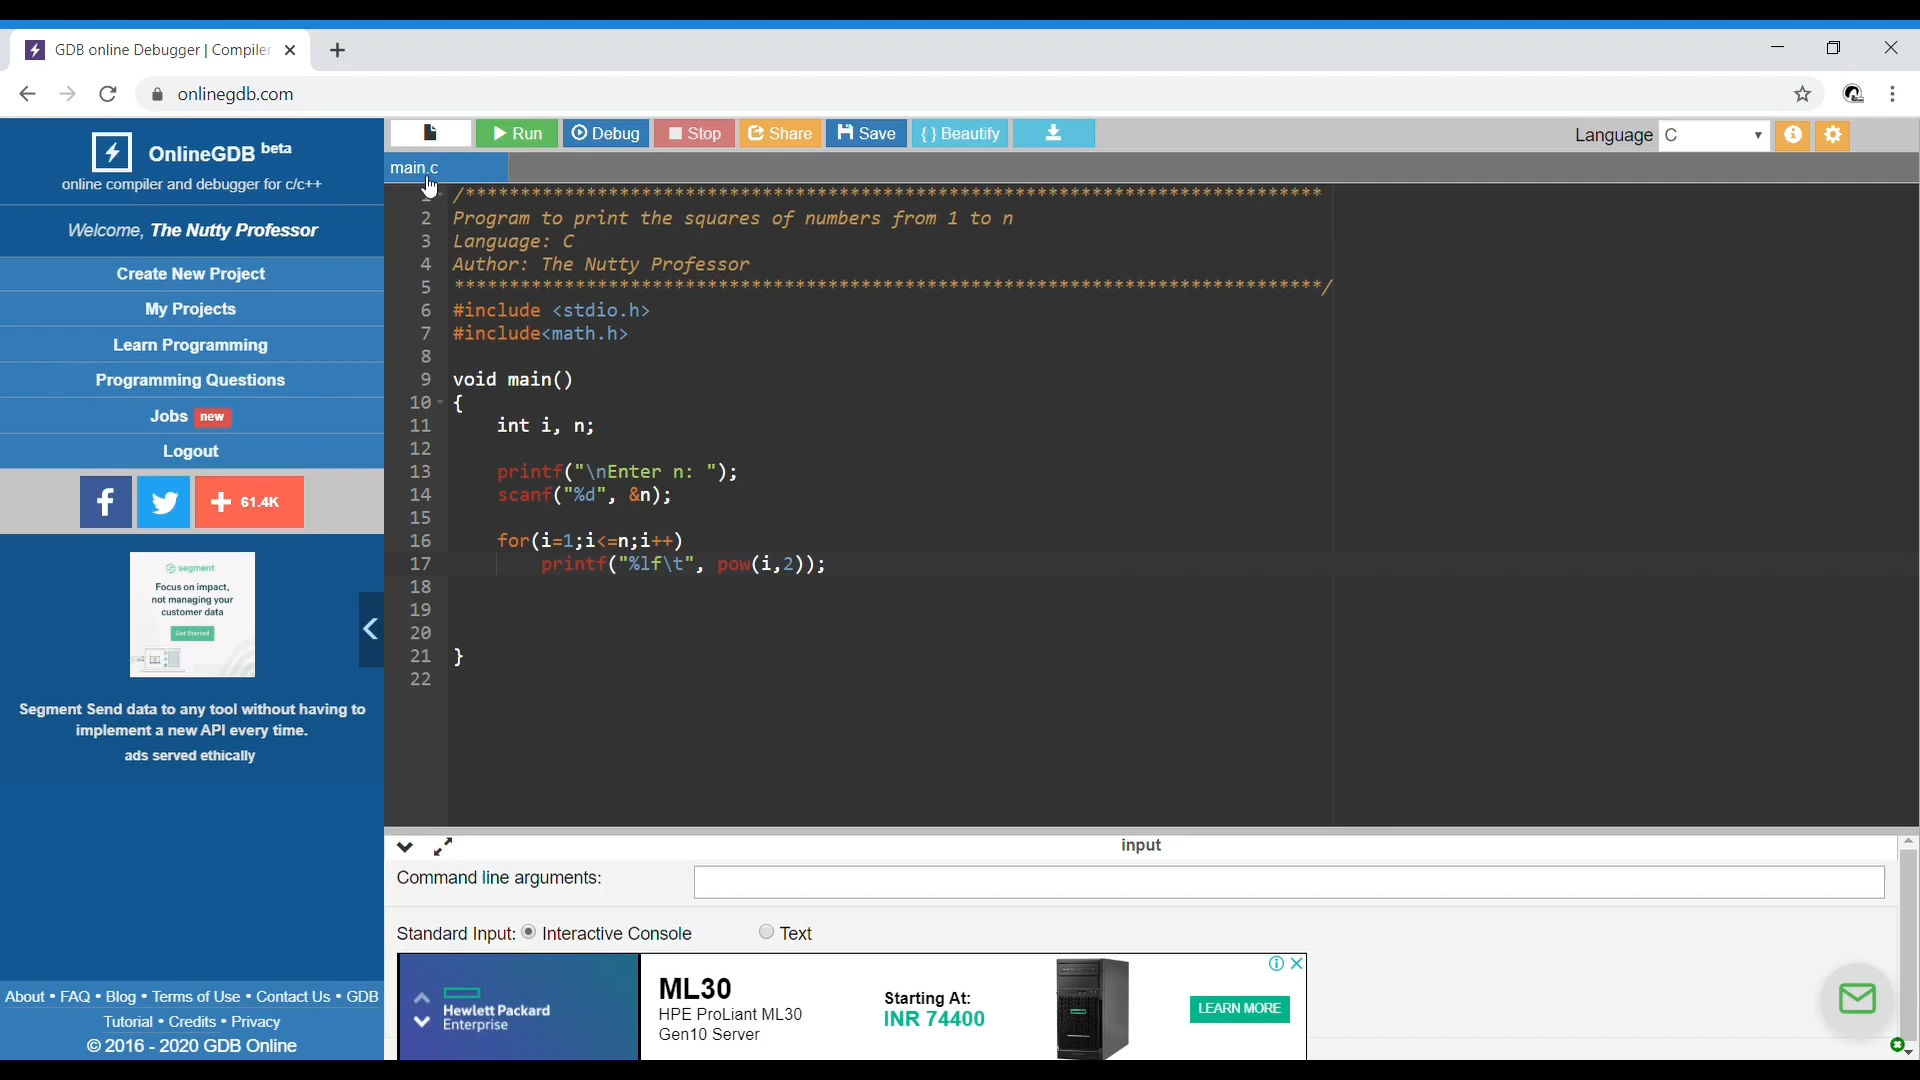 GDB online Debugger | Compiler
onlinegdb.com
OnlineGDB beta
online compiler and debugger for c/c++
Welcome, The Nutty Professor
Create New Project
My Projects
Learn Programming
Programming Questions
Jobs new
Logout
f + 61.4K
segment
Focus on impact,
not managing your
customer data
Get Started
Segment Send data to any tool without having to
implement a new API every time.
ads served ethically
About • FAQ • Blog • Terms of Use • Contact Us • GDB
Tutorial • Credits • Privacy
© 2016 - 2020 GDB Online
Run Debug Stop Share Save { } Beautify
Language C
main.c
1 /******************************************************************************
2 Program to print the squares of numbers from 1 to n
3 Language: C
4 Author: The Nutty Professor
5 *******************************************************************************/
6 #include <stdio.h>
7 #include<math.h>
8
9 void main()
10 {
11 int i, n;
12
13 printf("\nEnter n: ");
14 scanf("%d", &n);
15
16 for(i=1;i<=n;i++)
17 printf("%lf\t", pow(i,2));
18
19
20
21 }
22
input
Command line arguments:
Standard Input: Interactive Console Text
Hewlett Packard
Enterprise
ML30
HPE ProLiant ML30
Gen10 Server
Starting At:
INR 74400
LEARN MORE